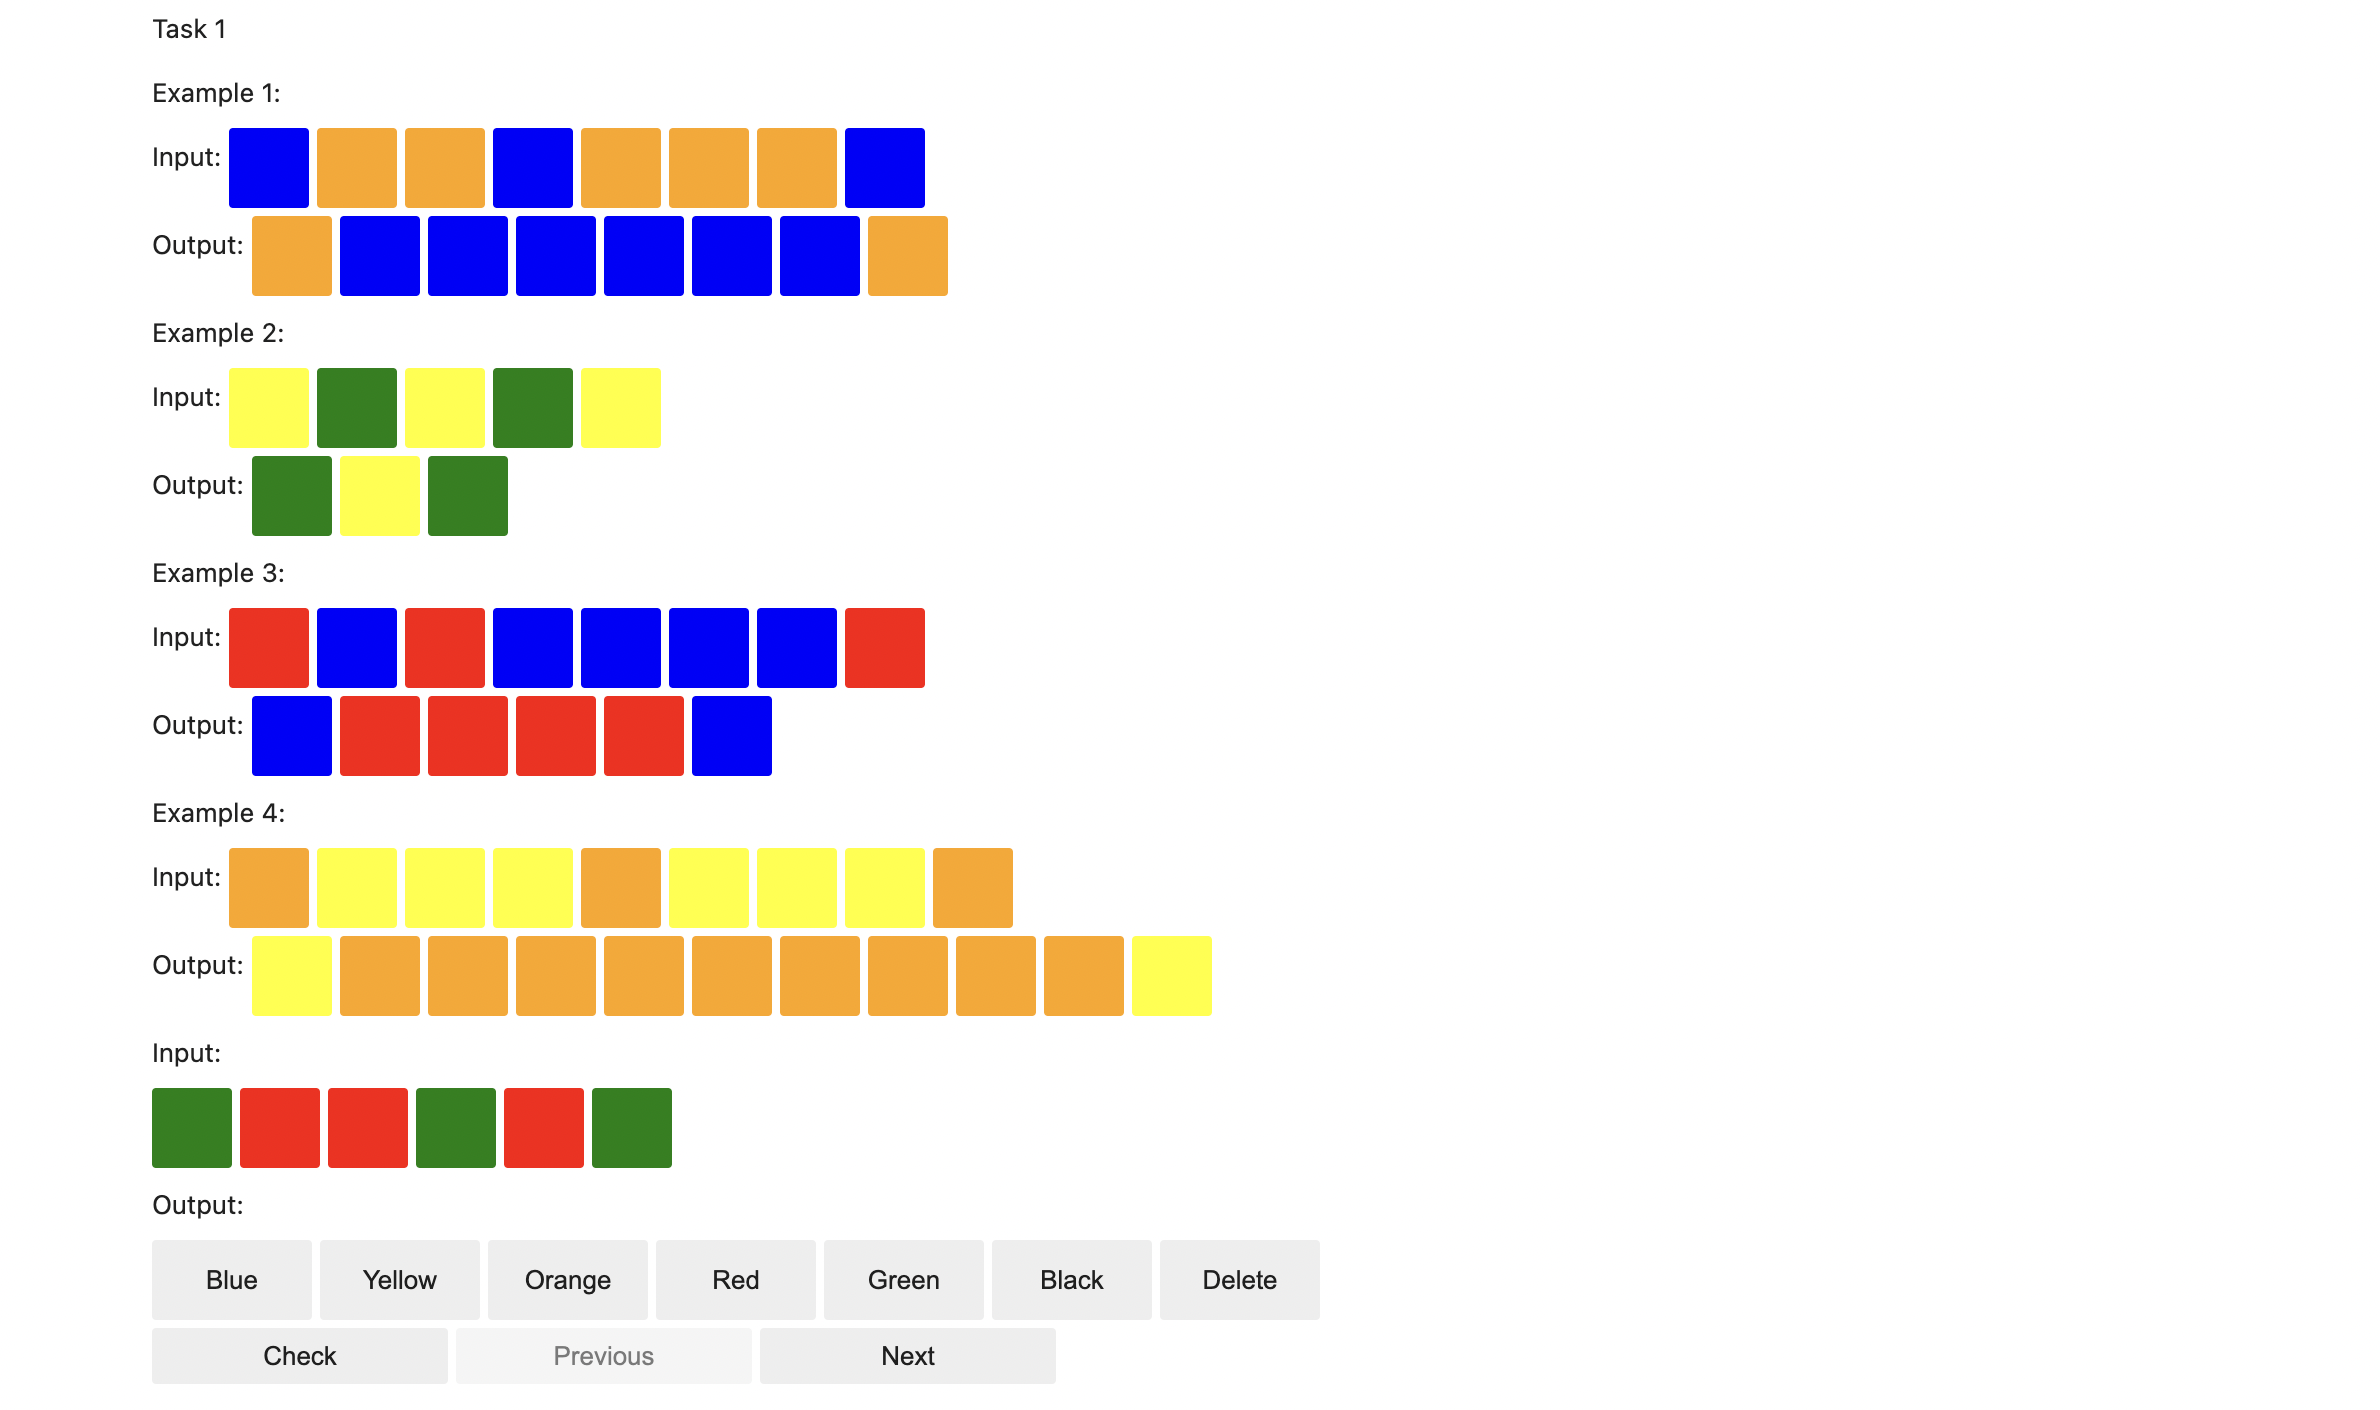 Task 1
Example 1:
Input:
Output:
Example 2:
Input:
Output:
Example 3:
Input:
Output:
Example 4:
Input:
Output:
Input:
Output:
Blue Yellow Orange Red Green Black Delete
Check Previous Next